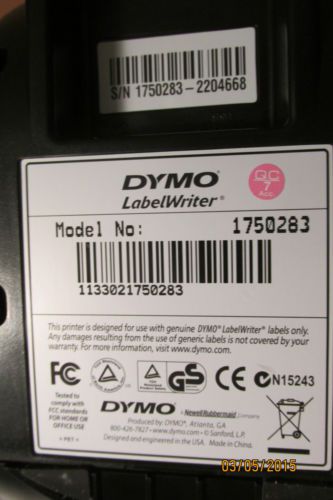 S/N 1750283-2204668
DYMO®
LabelWriter®
QC
7
Acc.
Model No: 1750283
1133021750283
This printer is designed for use with genuine DYMO® LabelWriter® labels only.
Any damages resulting from the use of generic labels is not covered by your
warranty. For more information, visit www.dymo.com.
FC
GS
CE
N15243
Tested to
comply with
FCC standards
FOR HOME OR
OFFICE USE
< PET >
DYMO A NewellRubbermaid Company
Produced by: DYMO®, Atlanta, GA
800-426-7827 • www.dymo.com • © Sanford, L.P.
Designed and engineered in the USA. Made in China.
03/05/2015